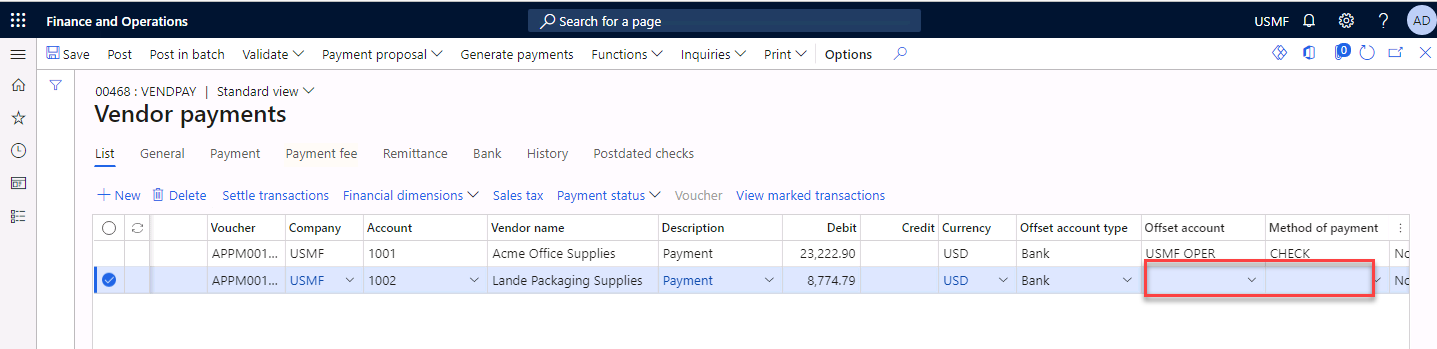 Finance and Operations Search for a page USMF ? AD
Save Post Post in batch Validate Payment proposal Generate payments Functions Inquiries Print Options 0
00468 : VENDPAY | Standard view
Vendor payments
List General Payment Payment fee Remittance Bank History Postdated checks
+ New Delete Settle transactions Financial dimensions Sales tax Payment status Voucher View marked transactions
Voucher Company Account Vendor name Description Debit Credit Currency Offset account type Offset account Method of payment
APPM001... USMF 1001 Acme Office Supplies Payment 23,222.90 USD Bank USMF OPER CHECK No
APPM001... USMF 1002 Lande Packaging Supplies Payment 8,774.79 USD Bank No